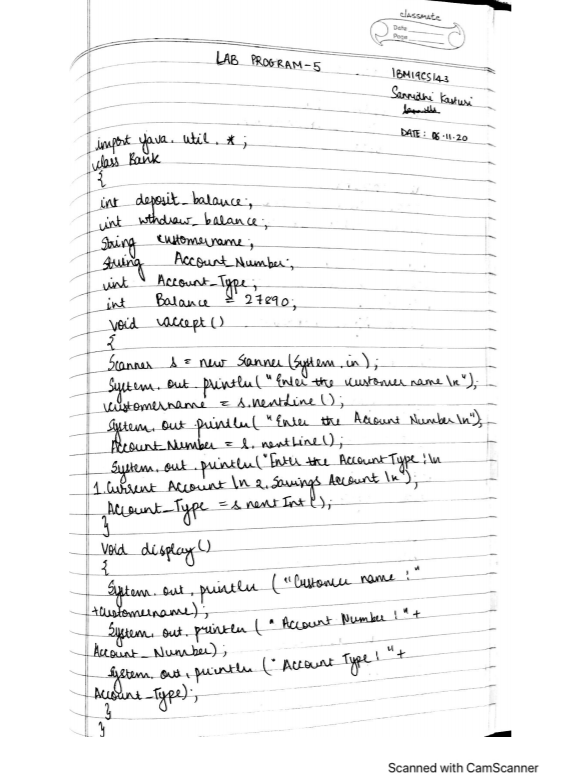 classmate
Date
Page
LAB PROGRAM-5
1BM19CS143
Sannidhi Kasturi
DATE: 06.11.20
import java.util.*;
class Bank
{
int deposit_balance;
int wthdraw_balance;
String customername;
String Account_Number;
int Account_Type;
int Balance = 27890;
void accept()
{
Scanner s = new Scanner(System.in);
System.out.println("Enter the customer name \n");
customername = s.nextLine();
System.out.println("Enter the Account Number\n");
Account_Number = s.nextLine();
System.out.println("Enter the Account Type:\n
1.Current Account \n 2.Savings Account \n");
Account_Type = s.nextInt();
}
void display()
{
System.out.println("Customer name:"
+customername);
System.out.println("Account Number:"+
Account_Number);
System.out.println("Account Type:"+
Account_Type);
}
}
Scanned with CamScanner